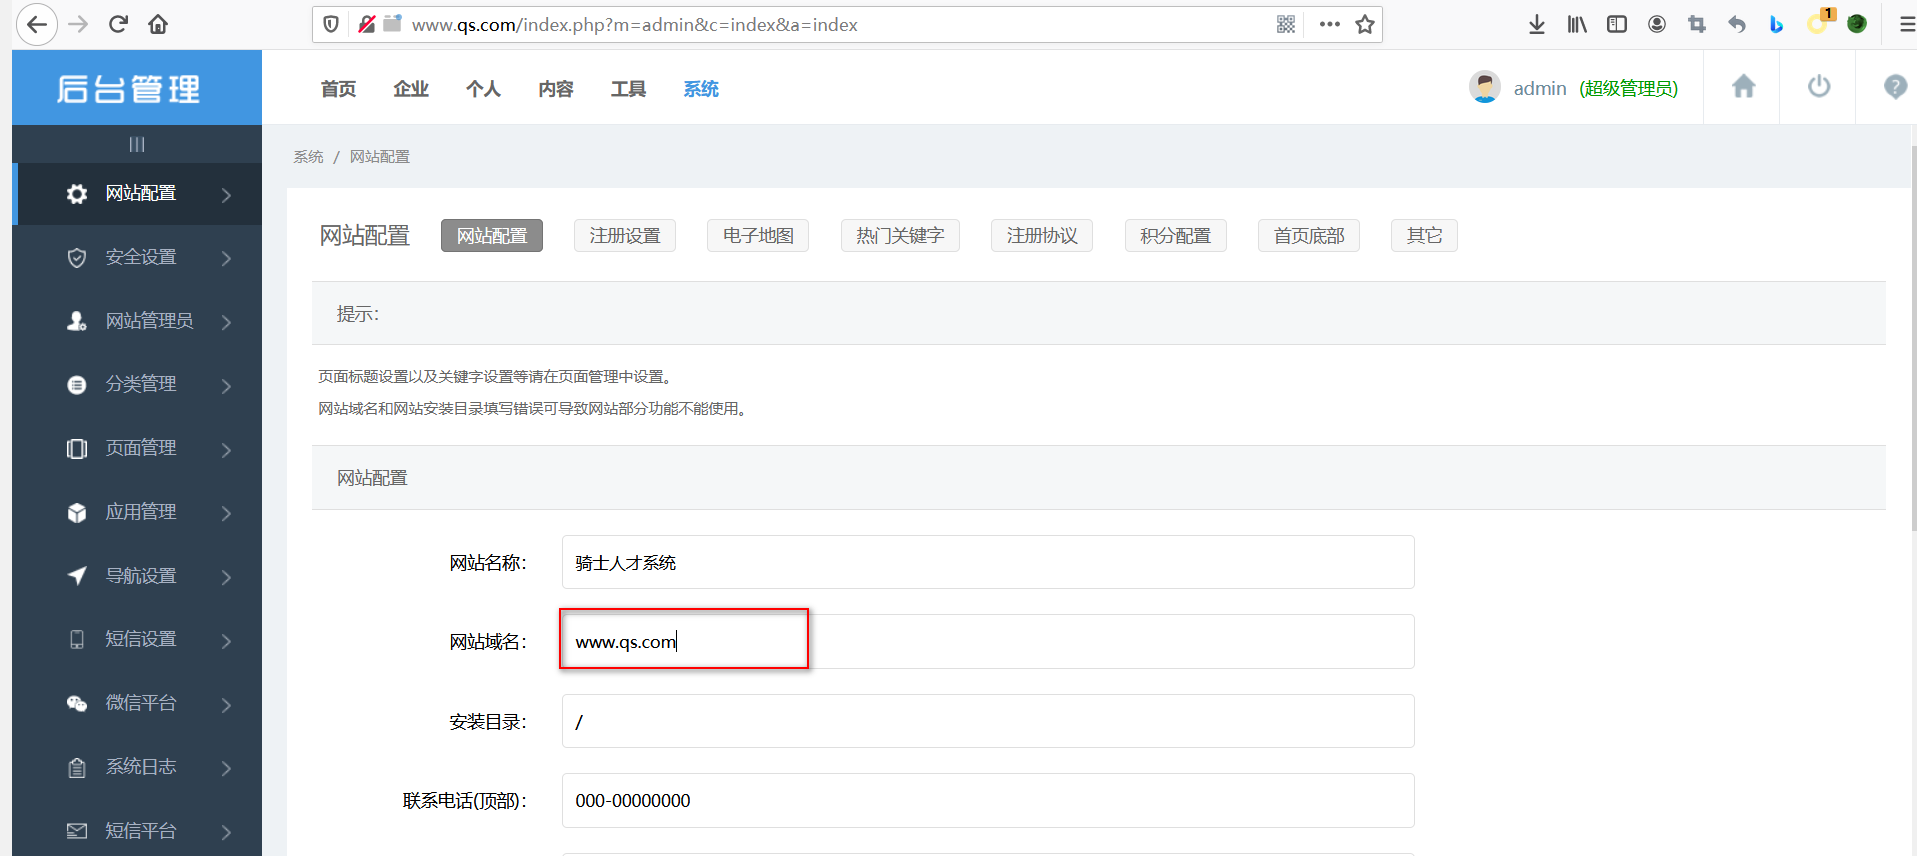 www.qs.com/index.php?m=admin&c=index&a=index
1
后台管理
首页 企业 个人 内容 工具 系统
admin (超级管理员)
系统 / 网站配置
网站配置
安全设置
网站管理员
分类管理
页面管理
应用管理
导航设置
短信设置
微信平台
系统日志
短信平台
网站配置 网站配置 注册设置 电子地图 热门关键字 注册协议 积分配置 首页底部 其它
提示：
页面标题设置以及关键字设置等请在页面管理中设置。
网站域名和网站安装目录填写错误可导致网站部分功能不能使用。
网站配置
网站名称： 骑士人才系统
网站域名： www.qs.com
安装目录： /
联系电话(顶部)： 000-00000000